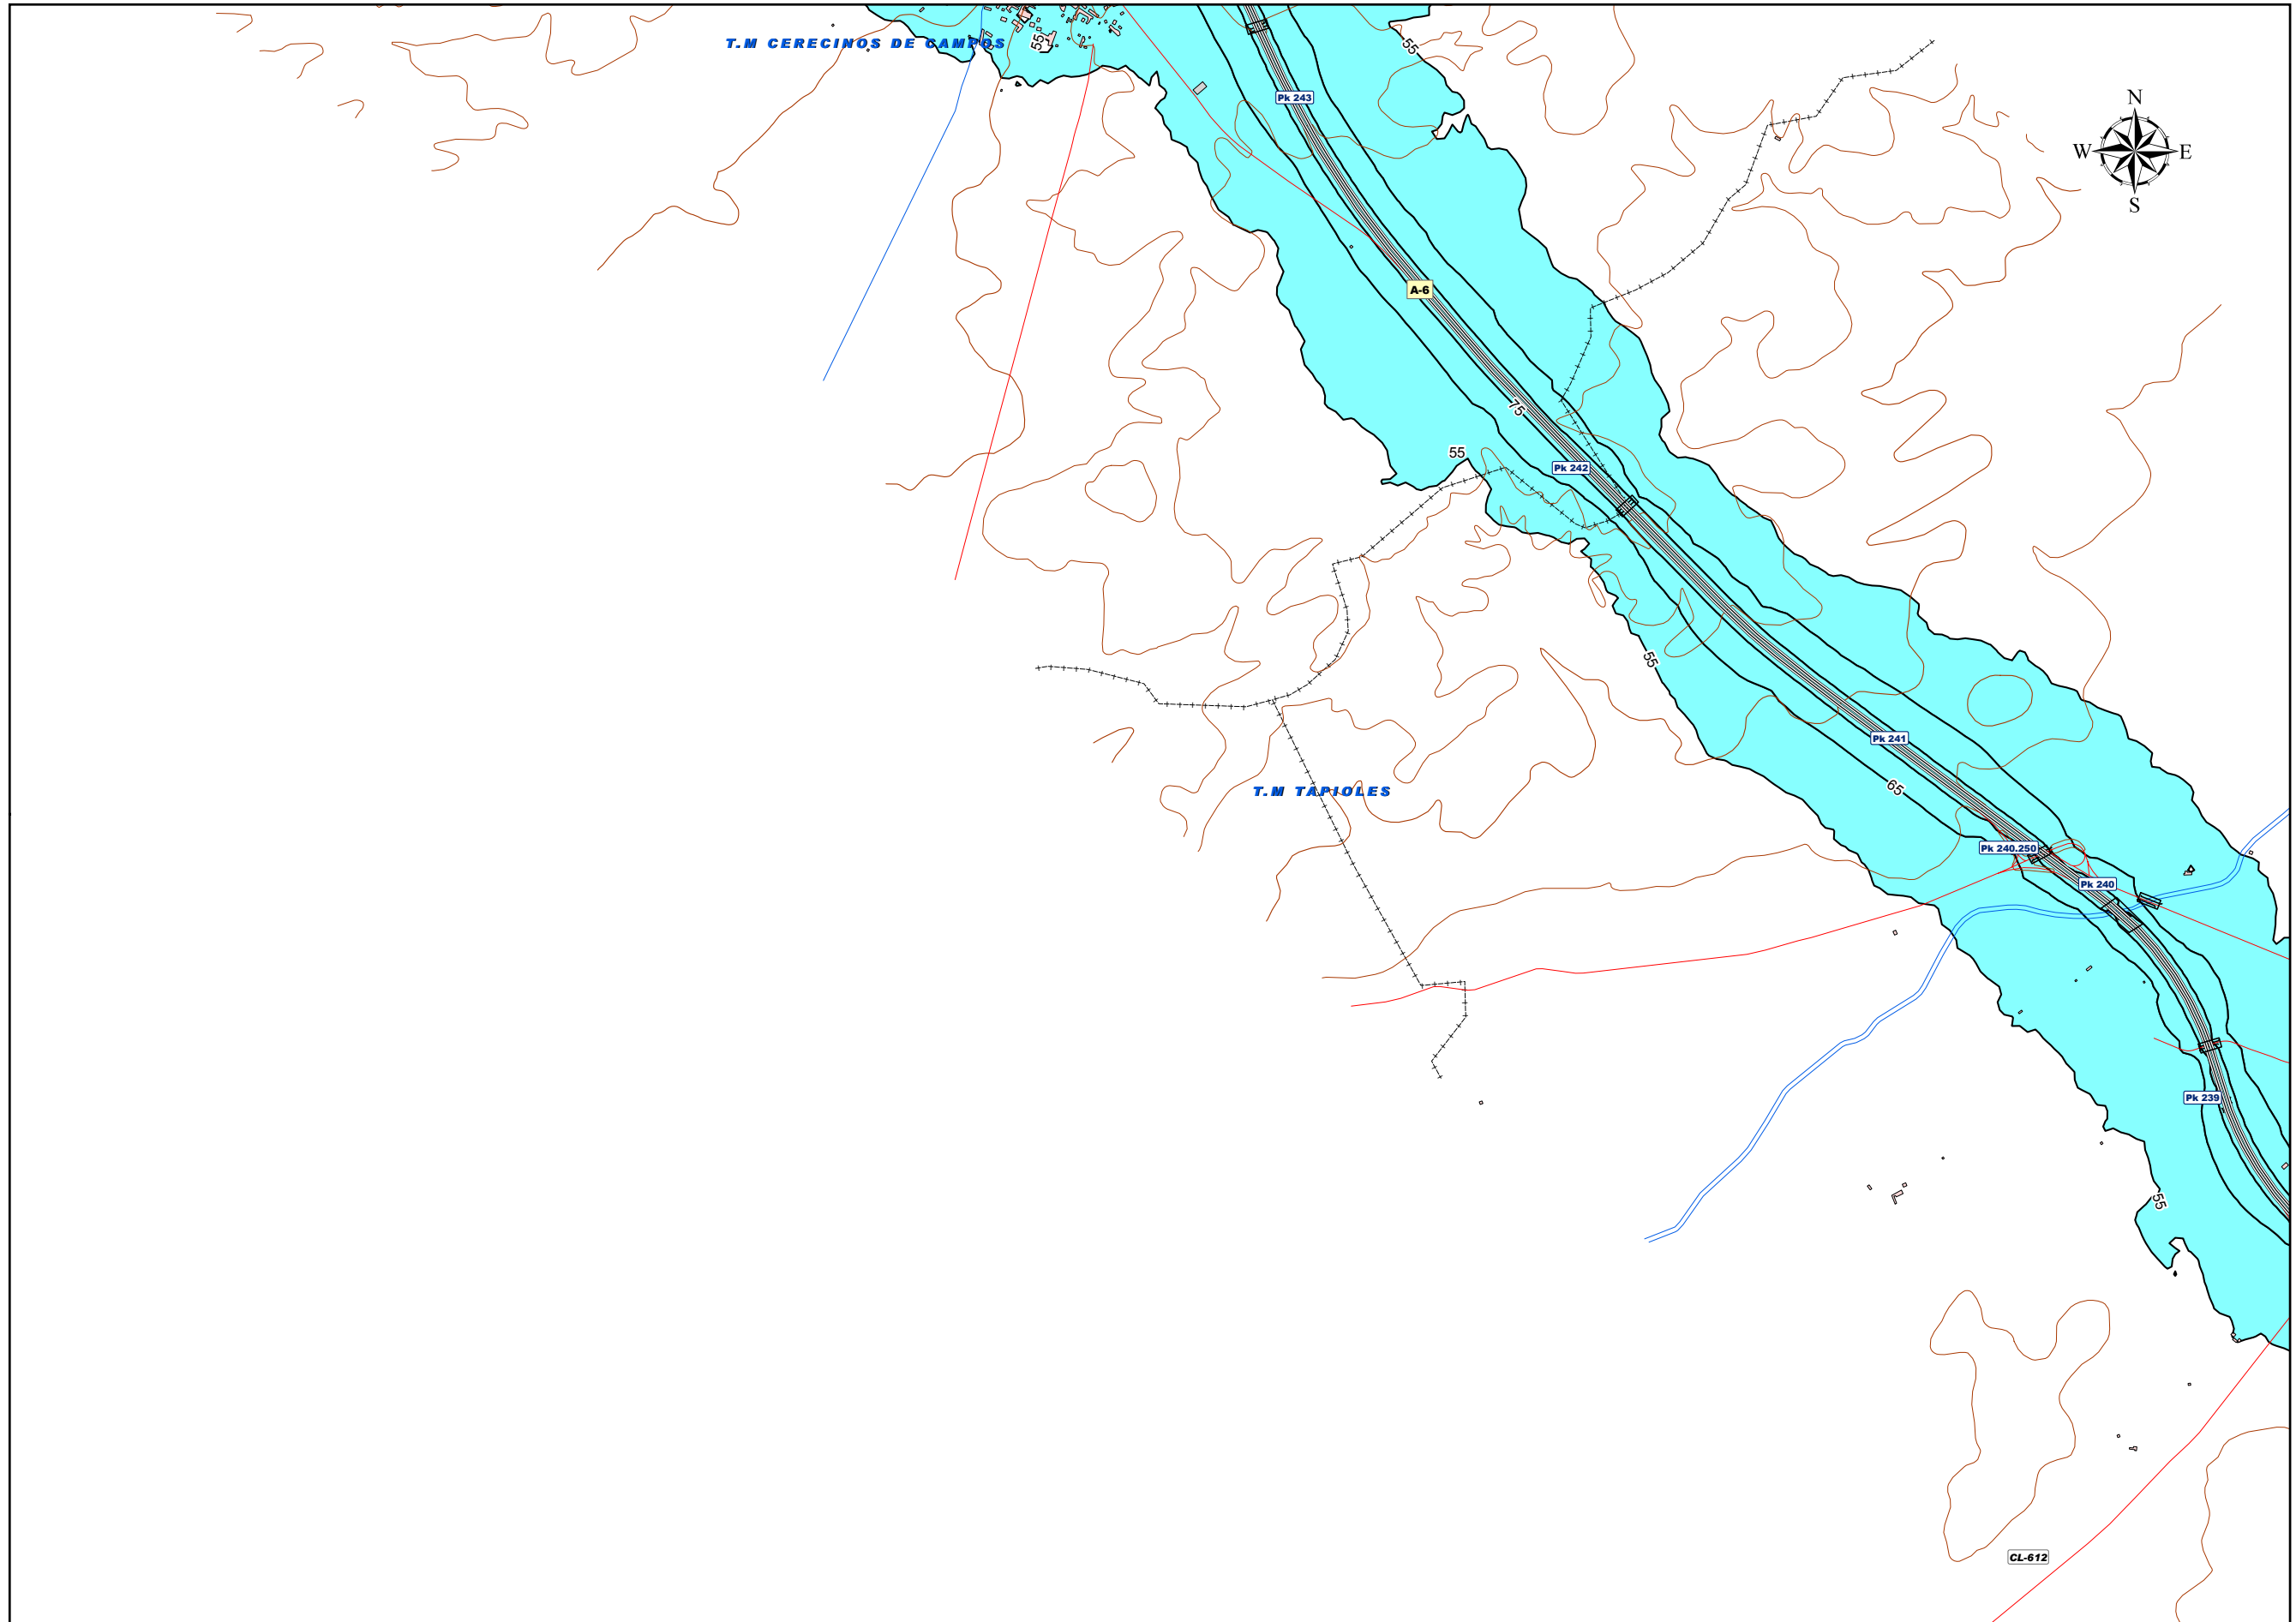 T.M CERECINOS DE CAMPOS
55
55
Pk 243
N
W
E
S
A-6
75
55
Pk 242
55
Pk 241
T.M TAPIOLES
65
Pk 240.250
Pk 240
Pk 239
55
CL-612